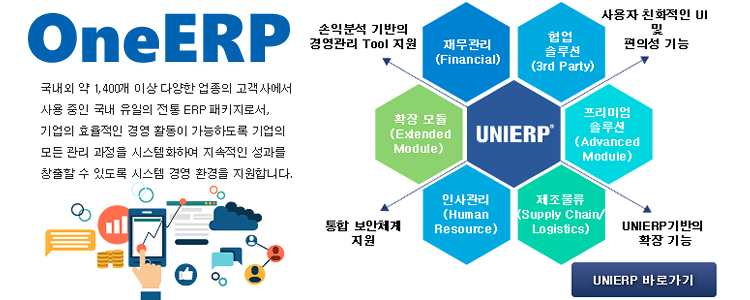 OneERP
국내외 약 1,400개 이상 다양한 업종의 고객사에서
사용 중인 국내 유일의 전통 ERP 패키지로서,
기업의 효율적인 경영 활동이 가능하도록 기업의
모든 관리 과정을 시스템화하여 지속적인 성과를
창출할 수 있도록 시스템 경영 환경을 지원합니다.
손익분석 기반의
경영관리 Tool 지원
재무관리
(Financial)
협업
솔루션
(3rd Party)
사용자 친화적인 UI
및
편의성 기능
확장 모듈
(Extended
Module)
UNIERP®
프리미엄
솔루션
(Advanced
Module)
통합 보안체계
지원
인사관리
(Human
Resource)
제조물류
(Supply Chain/
Logistics)
UNIERP기반의
확장 기능
UNIERP 바로가기